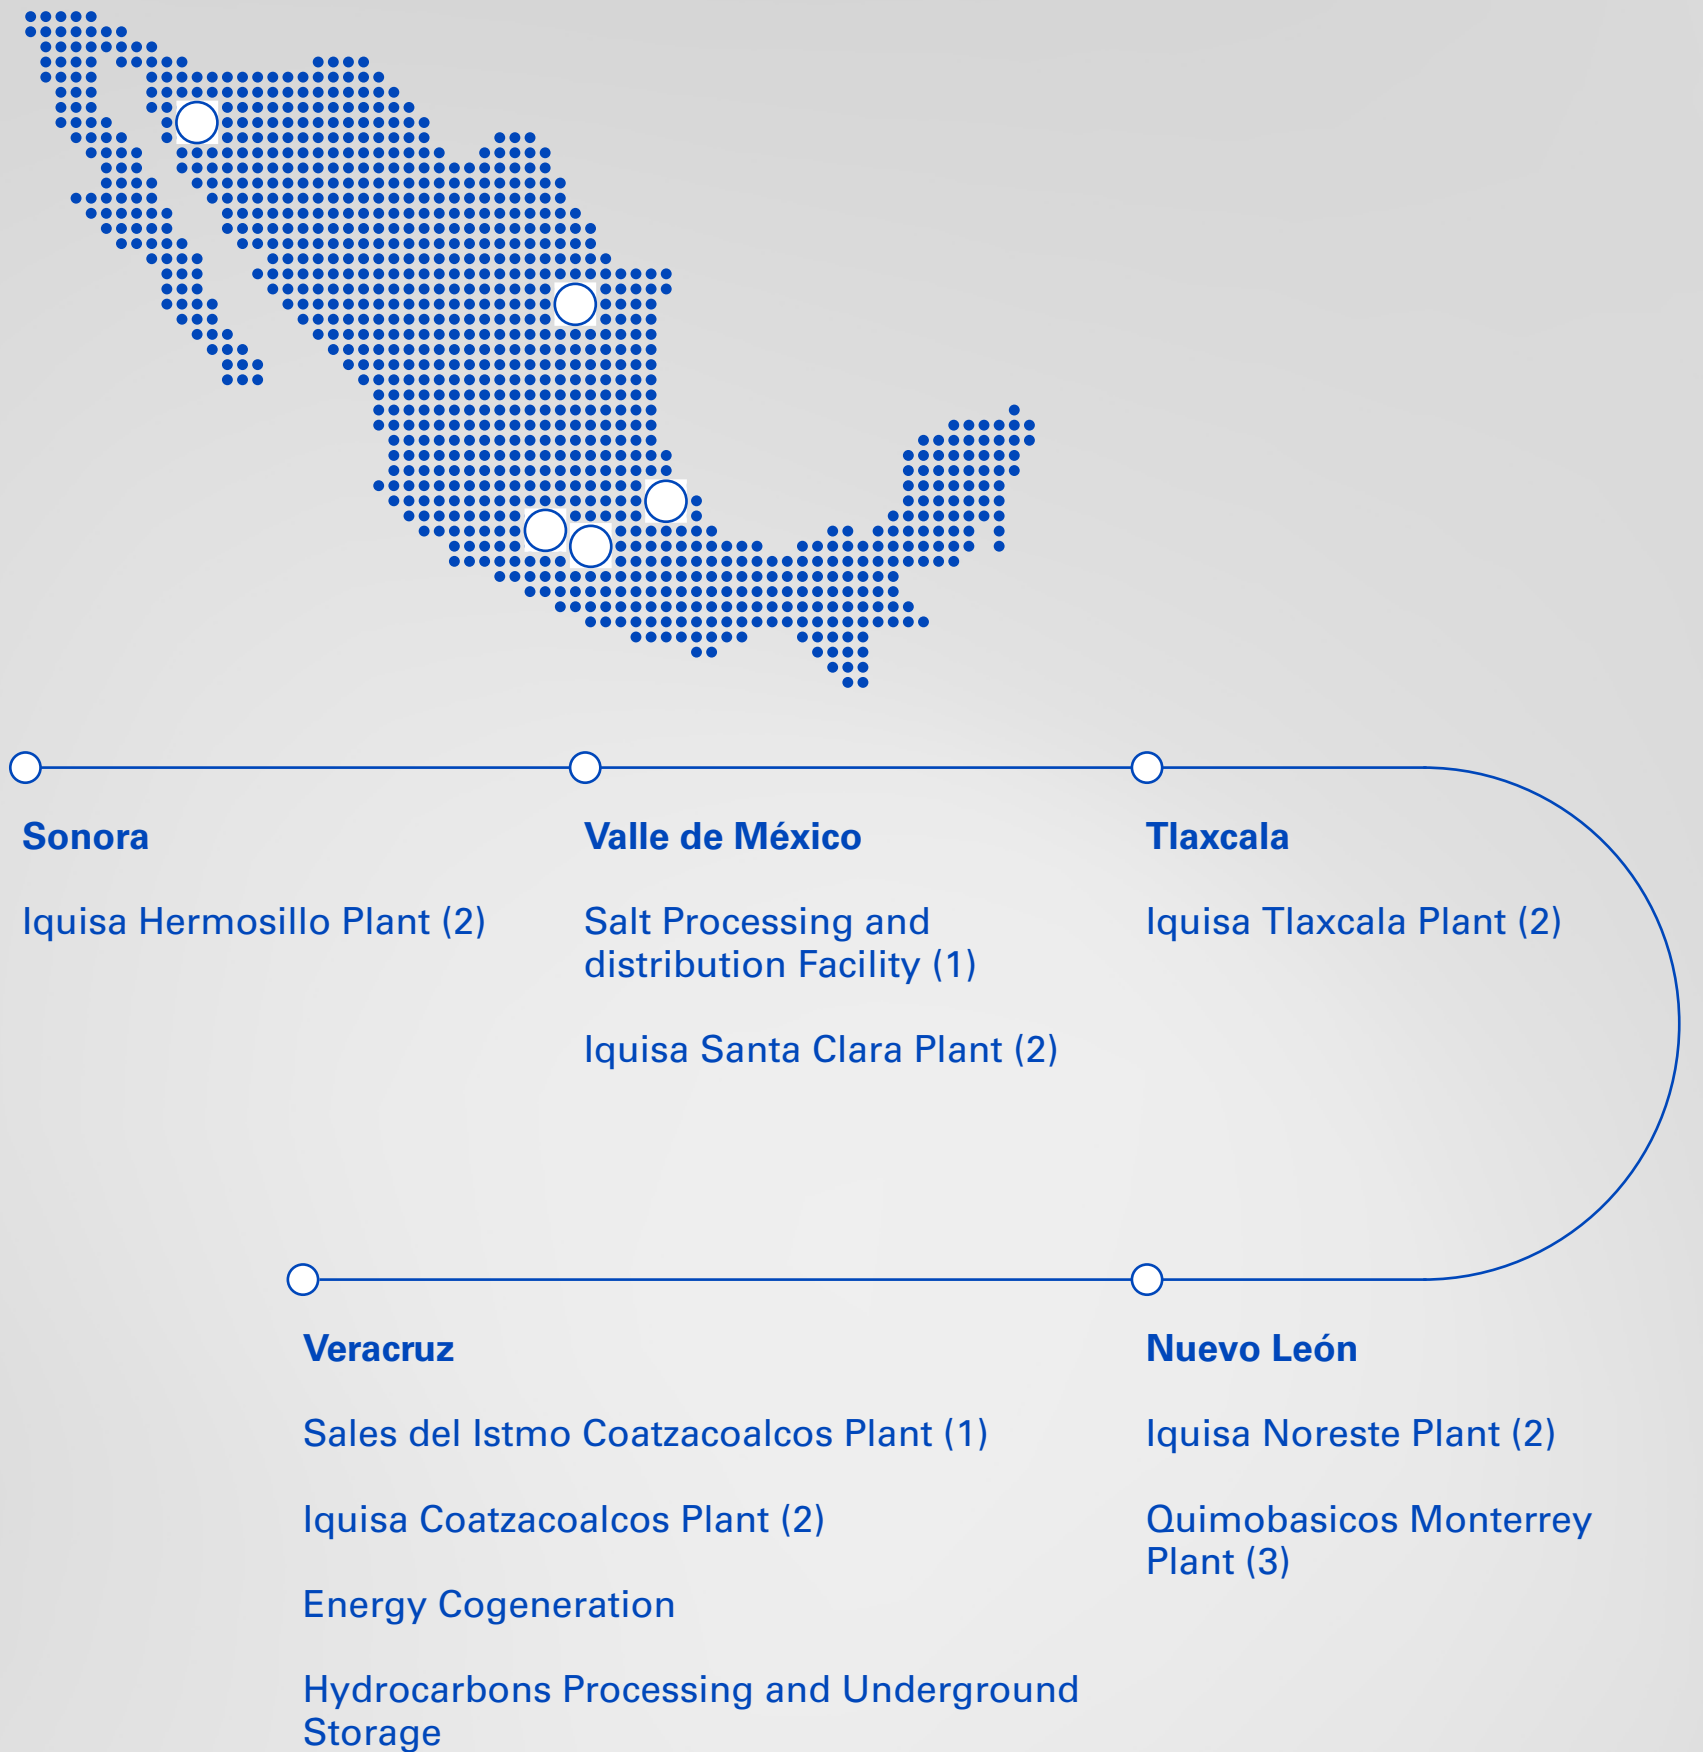 Sonora
Iquisa Hermosillo Plant (2)
Valle de México
Salt Processing and
distribution Facility (1)
Iquisa Santa Clara Plant (2)
Tlaxcala
Iquisa Tlaxcala Plant (2)
Veracruz
Sales del Istmo Coatzacoalcos Plant (1)
Iquisa Coatzacoalcos Plant (2)
Energy Cogeneration
Hydrocarbons Processing and Underground
Storage
Nuevo León
Iquisa Noreste Plant (2)
Quimobasicos Monterrey
Plant (3)